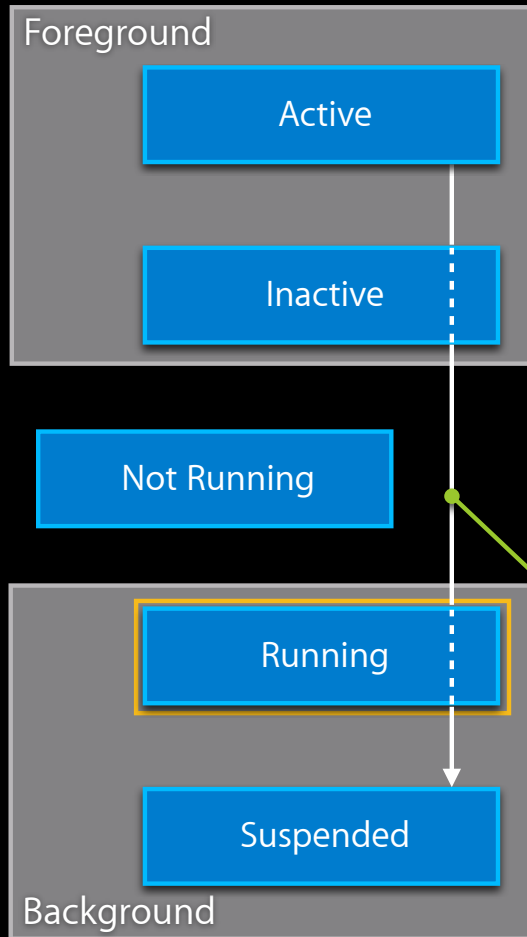 Foreground
Active
Inactive
Not Running
Running
Suspended
Background